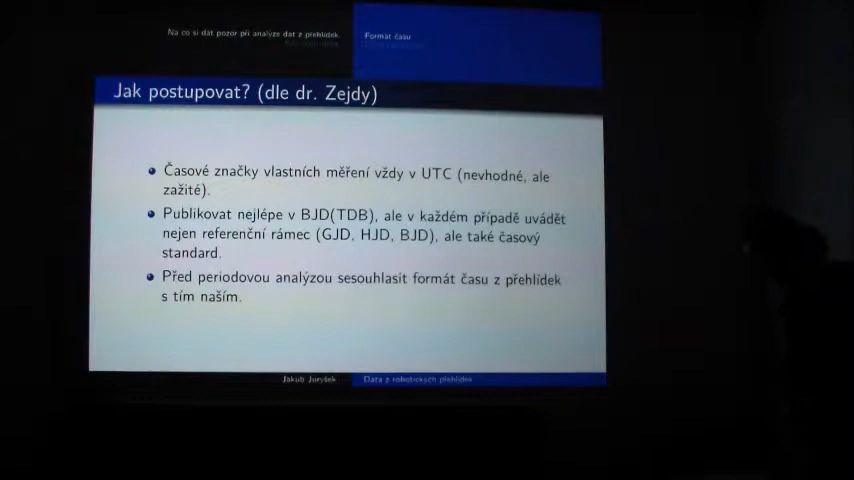 Na co si dát pozor při analýze dat z přehlídek
Formát času
Jak postupovat? (dle dr. Zejdy)
Časové značky vlastních měření vždy v UTC (nevhodné, ale
zažité).
Publikovat nejlépe v BJD(TDB), ale v každém případě uvádět
nejen referenční rámec (GJD, HJD, BJD), ale také časový
standard.
Před periodovou analýzou sesouhlasit formát času z přehlídek
s tím naším.
Jakub Juryšek
Data z robotických přehlídek